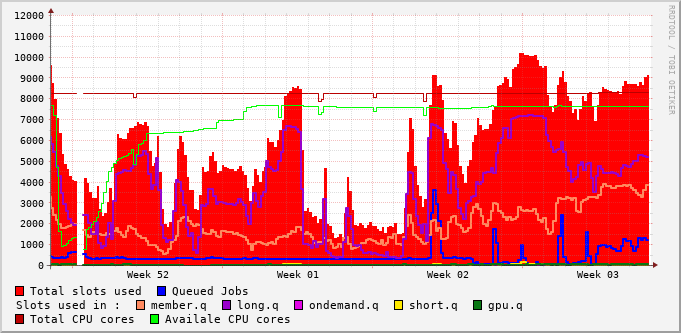 12000
11000
10000
9000
8000
7000
6000
5000
4000
3000
2000
1000
0
Week 52 Week 01 Week 02 Week 03
RRDTOOL / TOBI OETIKER
Total slots used Queued Jobs
Slots used in : member.q long.q ondemand.q short.q gpu.q
Total CPU cores Availale CPU cores